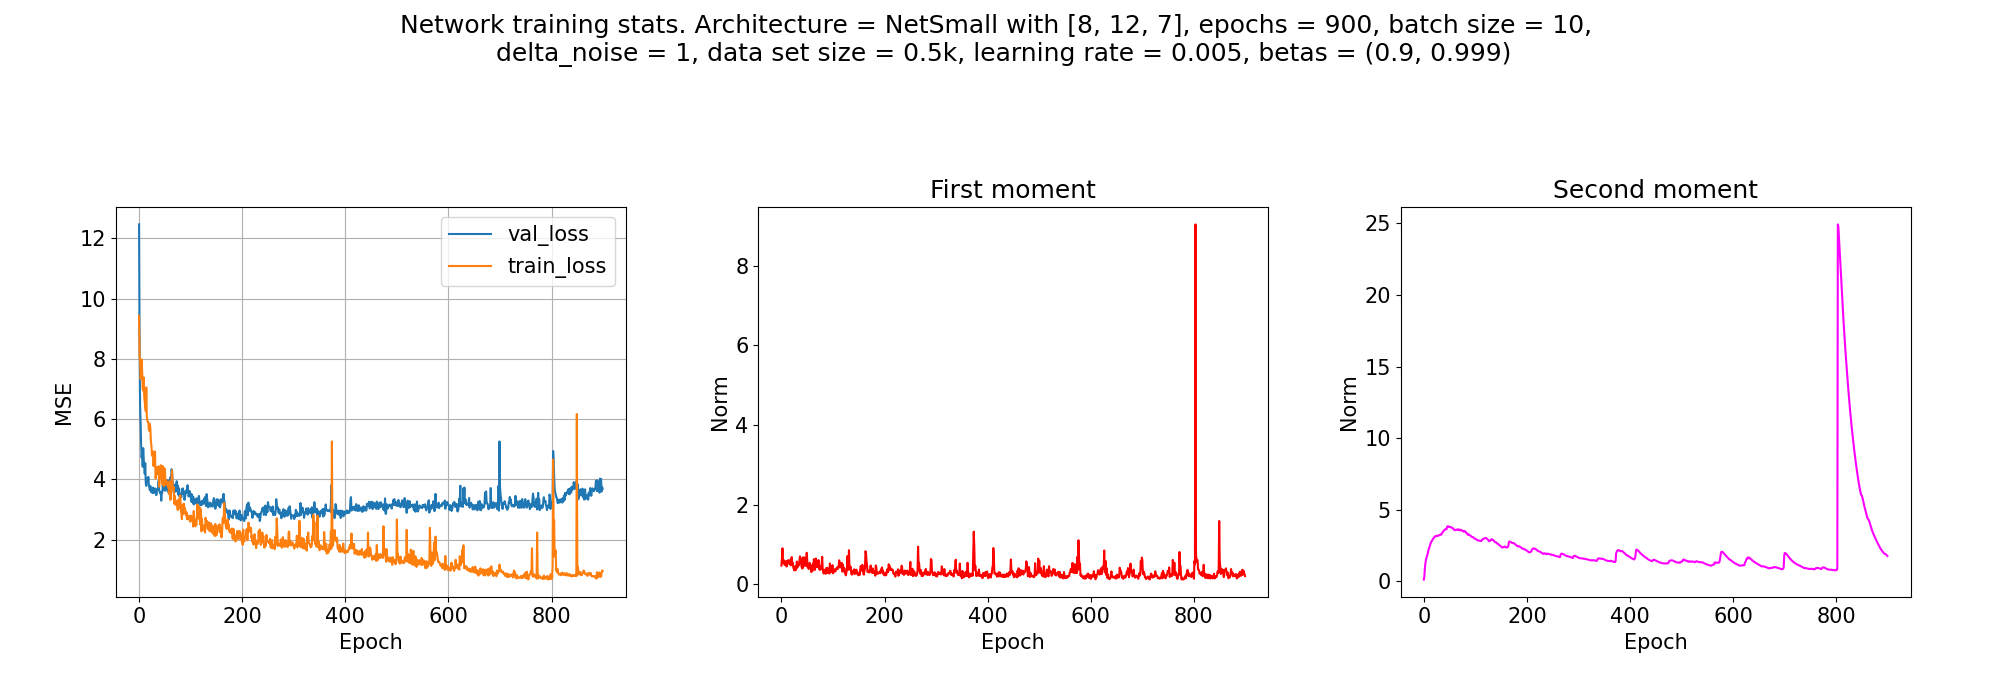 Network training stats. Architecture = NetSmall with [8, 12, 7], epochs = 900, batch size = 10,
delta_noise = 1, data set size = 0.5k, learning rate = 0.005, betas = (0.9, 0.999)
MSE
12
10
8
6
4
2
val_loss
train_loss
0 200 400 600 800
Epoch
First moment
Norm
8
6
4
2
0
0 200 400 600 800
Epoch
Second moment
Norm
25
20
15
10
5
0
0 200 400 600 800
Epoch